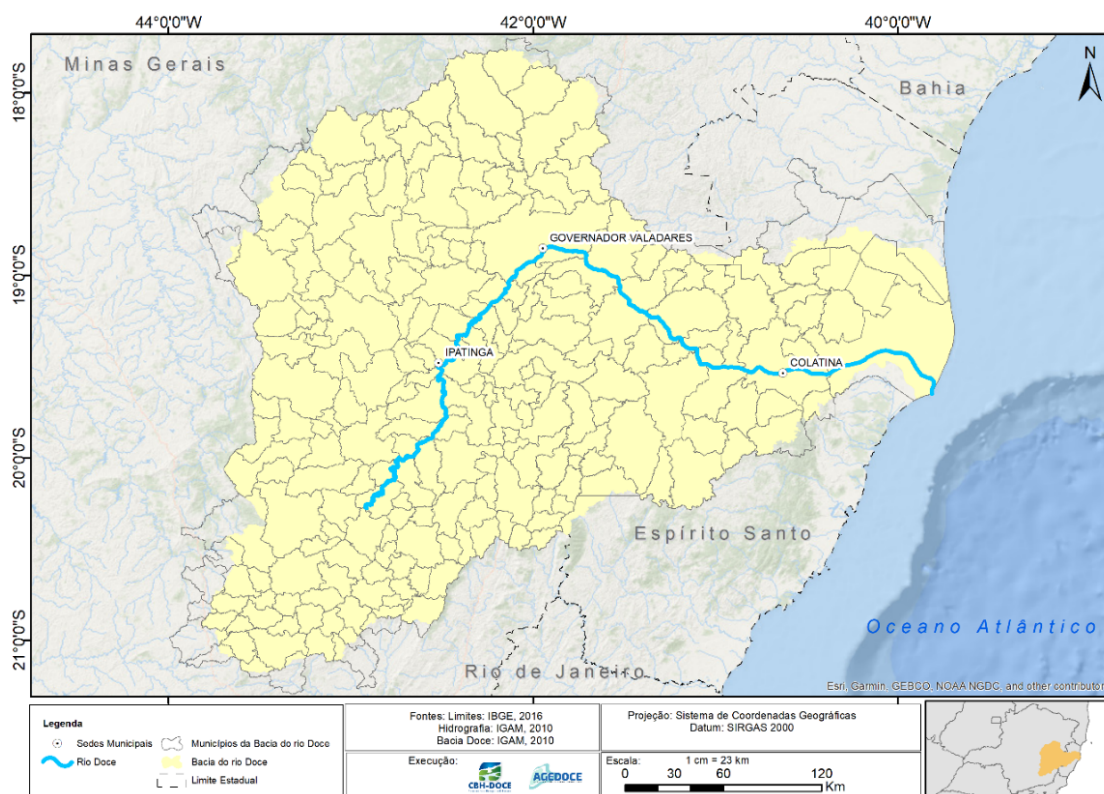 44°0'0"W 42°0'0"W 40°0'0"W
18°0'0"S
19°0'0"S
20°0'0"S
21°0'0"S
Minas Gerais
Bahia
N
GOVERNADOR VALADARES
IPATINGA
COLATINA
Espírito Santo
Oceano Atlântico
Rio de Janeiro
Esri, Garmin, GEBCO, NOAA NGDC, and other contributor
Legenda
Sedes Municipais
Rio Doce
Municípios da Bacia do rio Doce
Bacia do rio Doce
Limite Estadual
Fontes: Limites: IBGE, 2016
Hidrografia: IGAM, 2010
Bacia Doce: IGAM, 2010
Execução:
CBH-DOCE
AGEDOCE
Projeção: Sistema de Coordenadas Geográficas
Datum: SIRGAS 2000
Escala: 1 cm = 23 km
0 30 60 120
Km